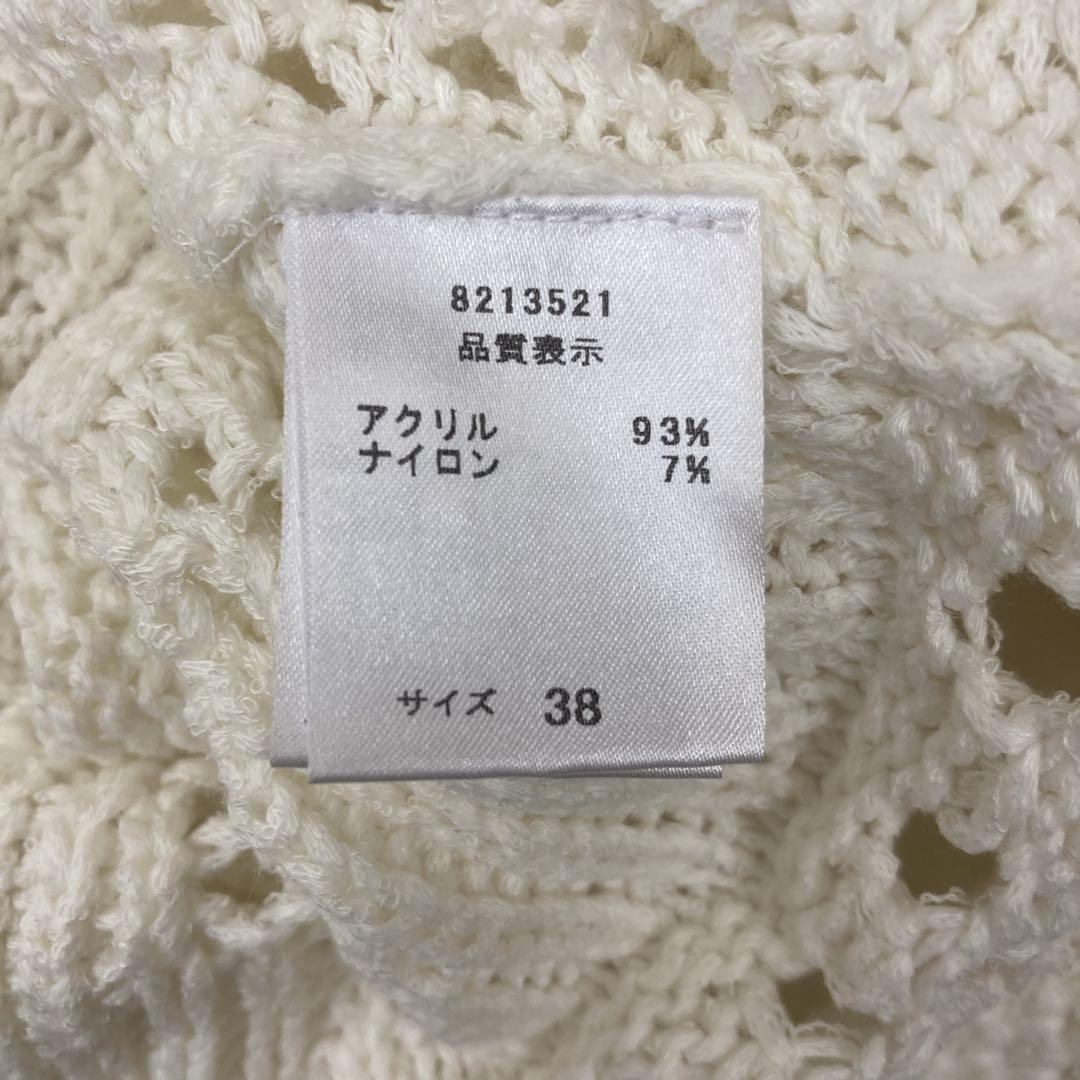 8213521
品質表示
アクリル 93%
ナイロン 7%
サイズ 38